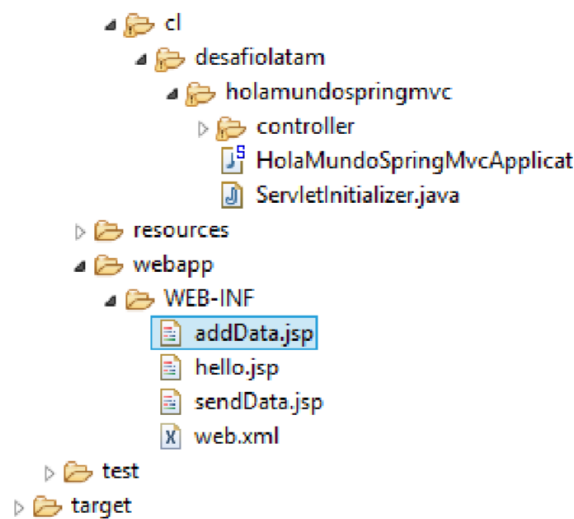 cl
desafiolatam
holamundospringmvc
controller
HolaMundoSpringMvcApplicat
ServletInitializer.java
resources
webapp
WEB-INF
addData.jsp
hello.jsp
sendData.jsp
web.xml
test
target